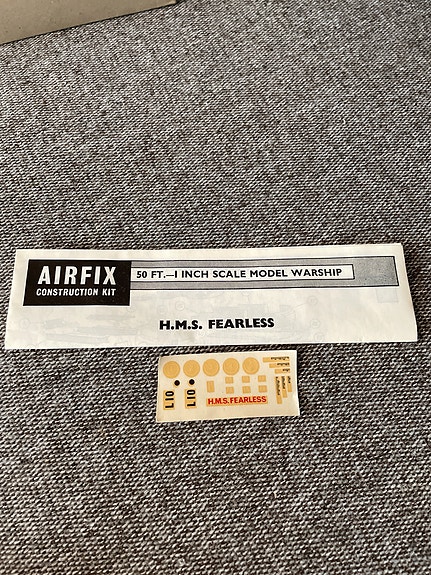 AIRFIX
CONSTRUCTION KIT
50 FT.—1 INCH SCALE MODEL WARSHIP
H.M.S. FEARLESS
L10
L10
H.M.S. FEARLESS